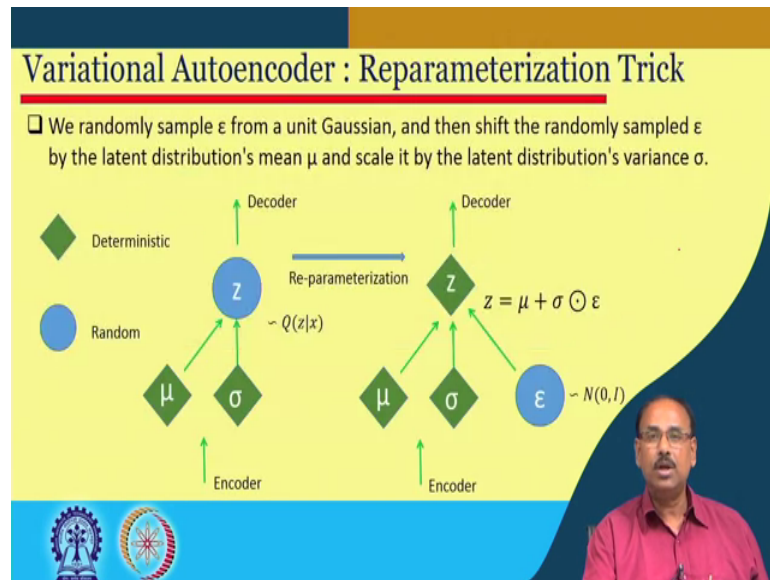 Variational Autoencoder : Reparameterization Trick
❑ We randomly sample ε from a unit Gaussian, and then shift the randomly sampled ε
by the latent distribution's mean μ and scale it by the latent distribution's variance σ.
Decoder
Decoder
Deterministic
Re-parameterization
z
z
z = μ + σ ⊙ ε
Random
∼ Q(z|x)
μ
σ
μ
σ
ε
∼ N(0, I)
Encoder
Encoder